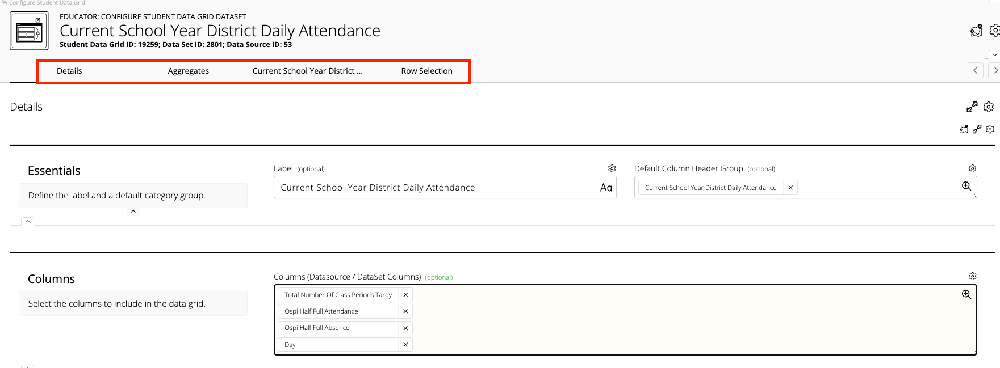 Configure Student Data Grid
EDUCATOR: CONFIGURE STUDENT DATA GRID DATASET
Current School Year District Daily Attendance
Student Data Grid ID: 19259; Data Set ID: 2801; Data Source ID: 53
Details Aggregates Current School Year District ... Row Selection
Details
Essentials
Define the label and a default category group.
Label (optional)
Current School Year District Daily Attendance Aa
Default Column Header Group (optional)
Current School Year District Daily Attendance
Columns
Select the columns to include in the data grid.
Columns (Datasource / DataSet Columns) (optional)
Total Number Of Class Periods Tardy
Ospi Half Full Attendance
Ospi Half Full Absence
Day